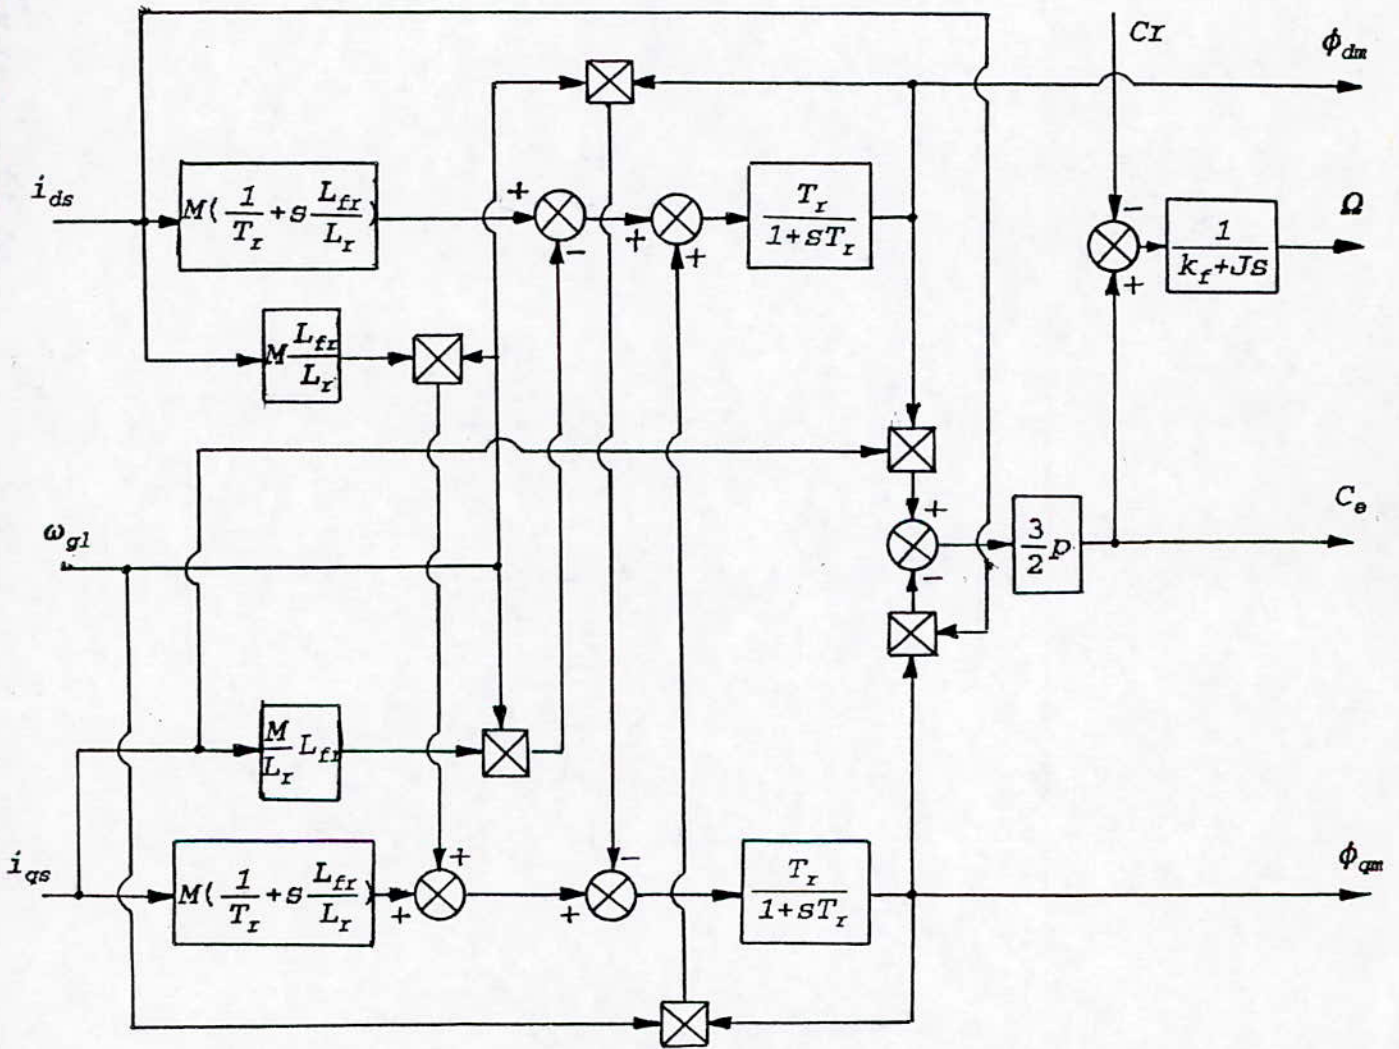 Cr
ϕdm
ids
M(1/Tr+s Lfr/Lr)
+
-
+
+
Tr/1+sTr
-
+
1/kf+Js
Ω
M Lfr/Lr
ωgl
+
-
3/2 p
Ce
M/Lr Lfr
iqs
M(1/Tr+s Lfr/Lr)
+
+
+
-
Tr/1+sTr
ϕqm